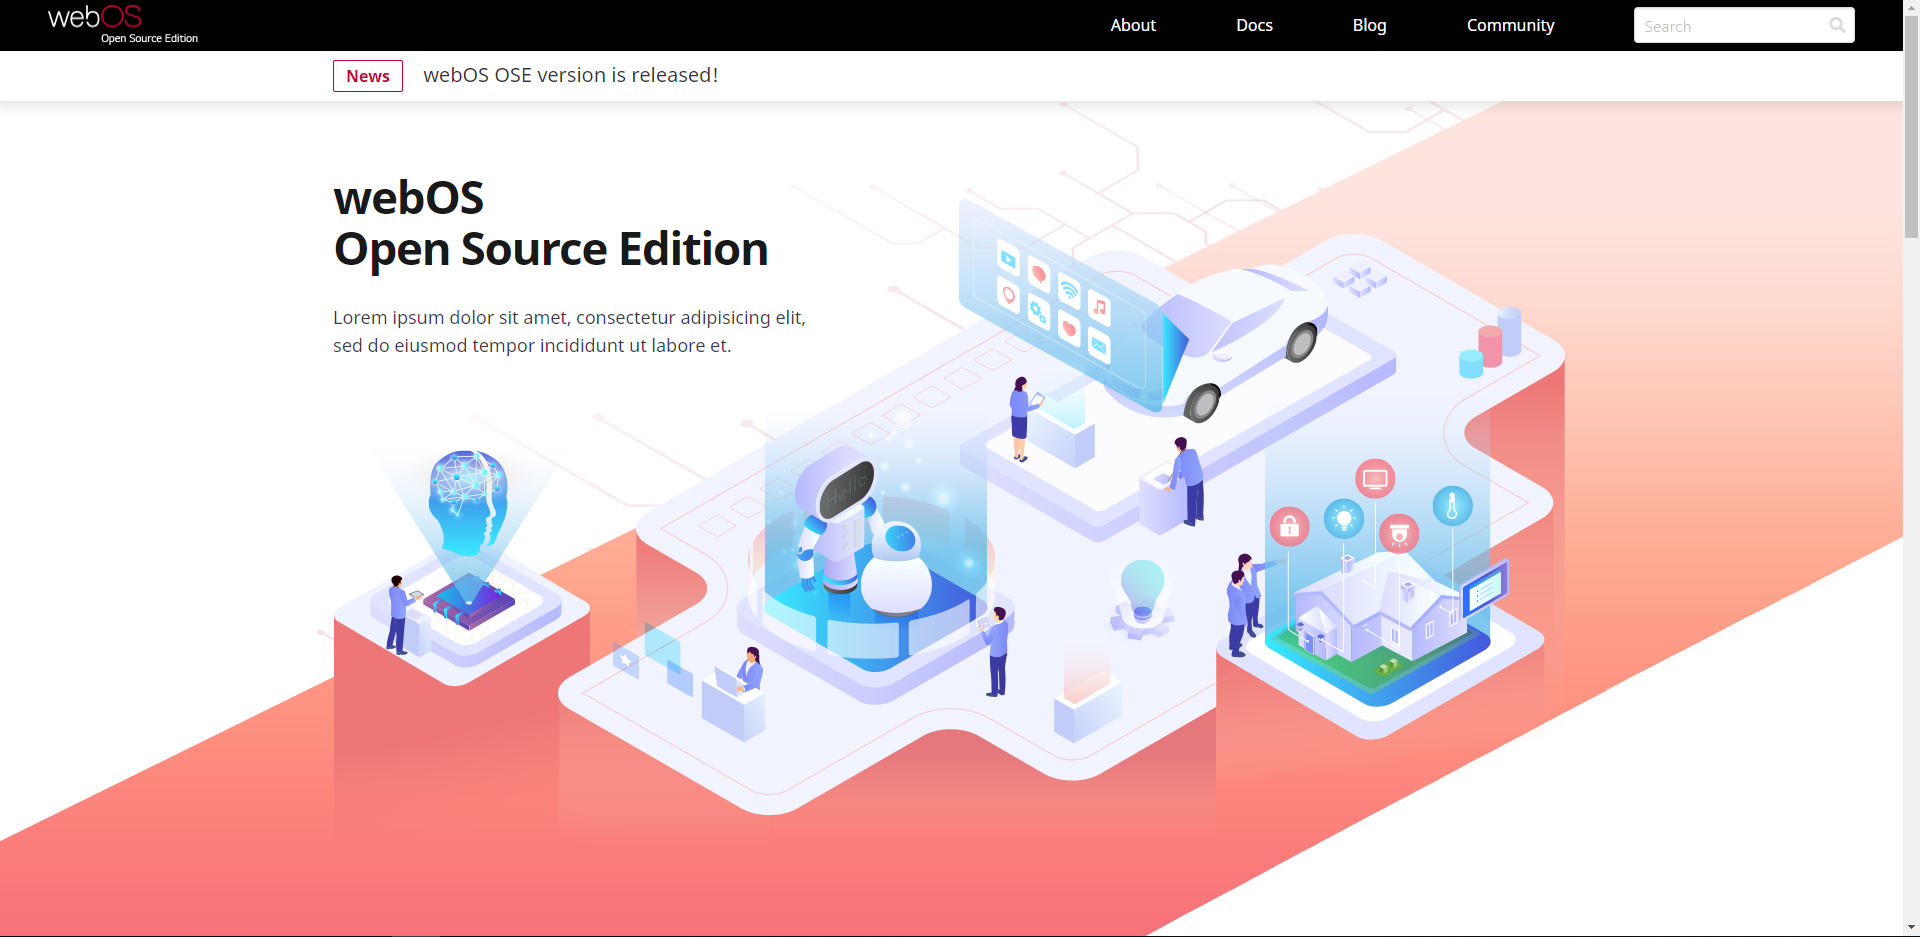 webOS
Open Source Edition
About
Docs
Blog
Community
Search
News
webOS OSE version is released!
webOS
Open Source Edition
Lorem ipsum dolor sit amet, consectetur adipisicing elit,
sed do eiusmod tempor incididunt ut labore et.
Hello